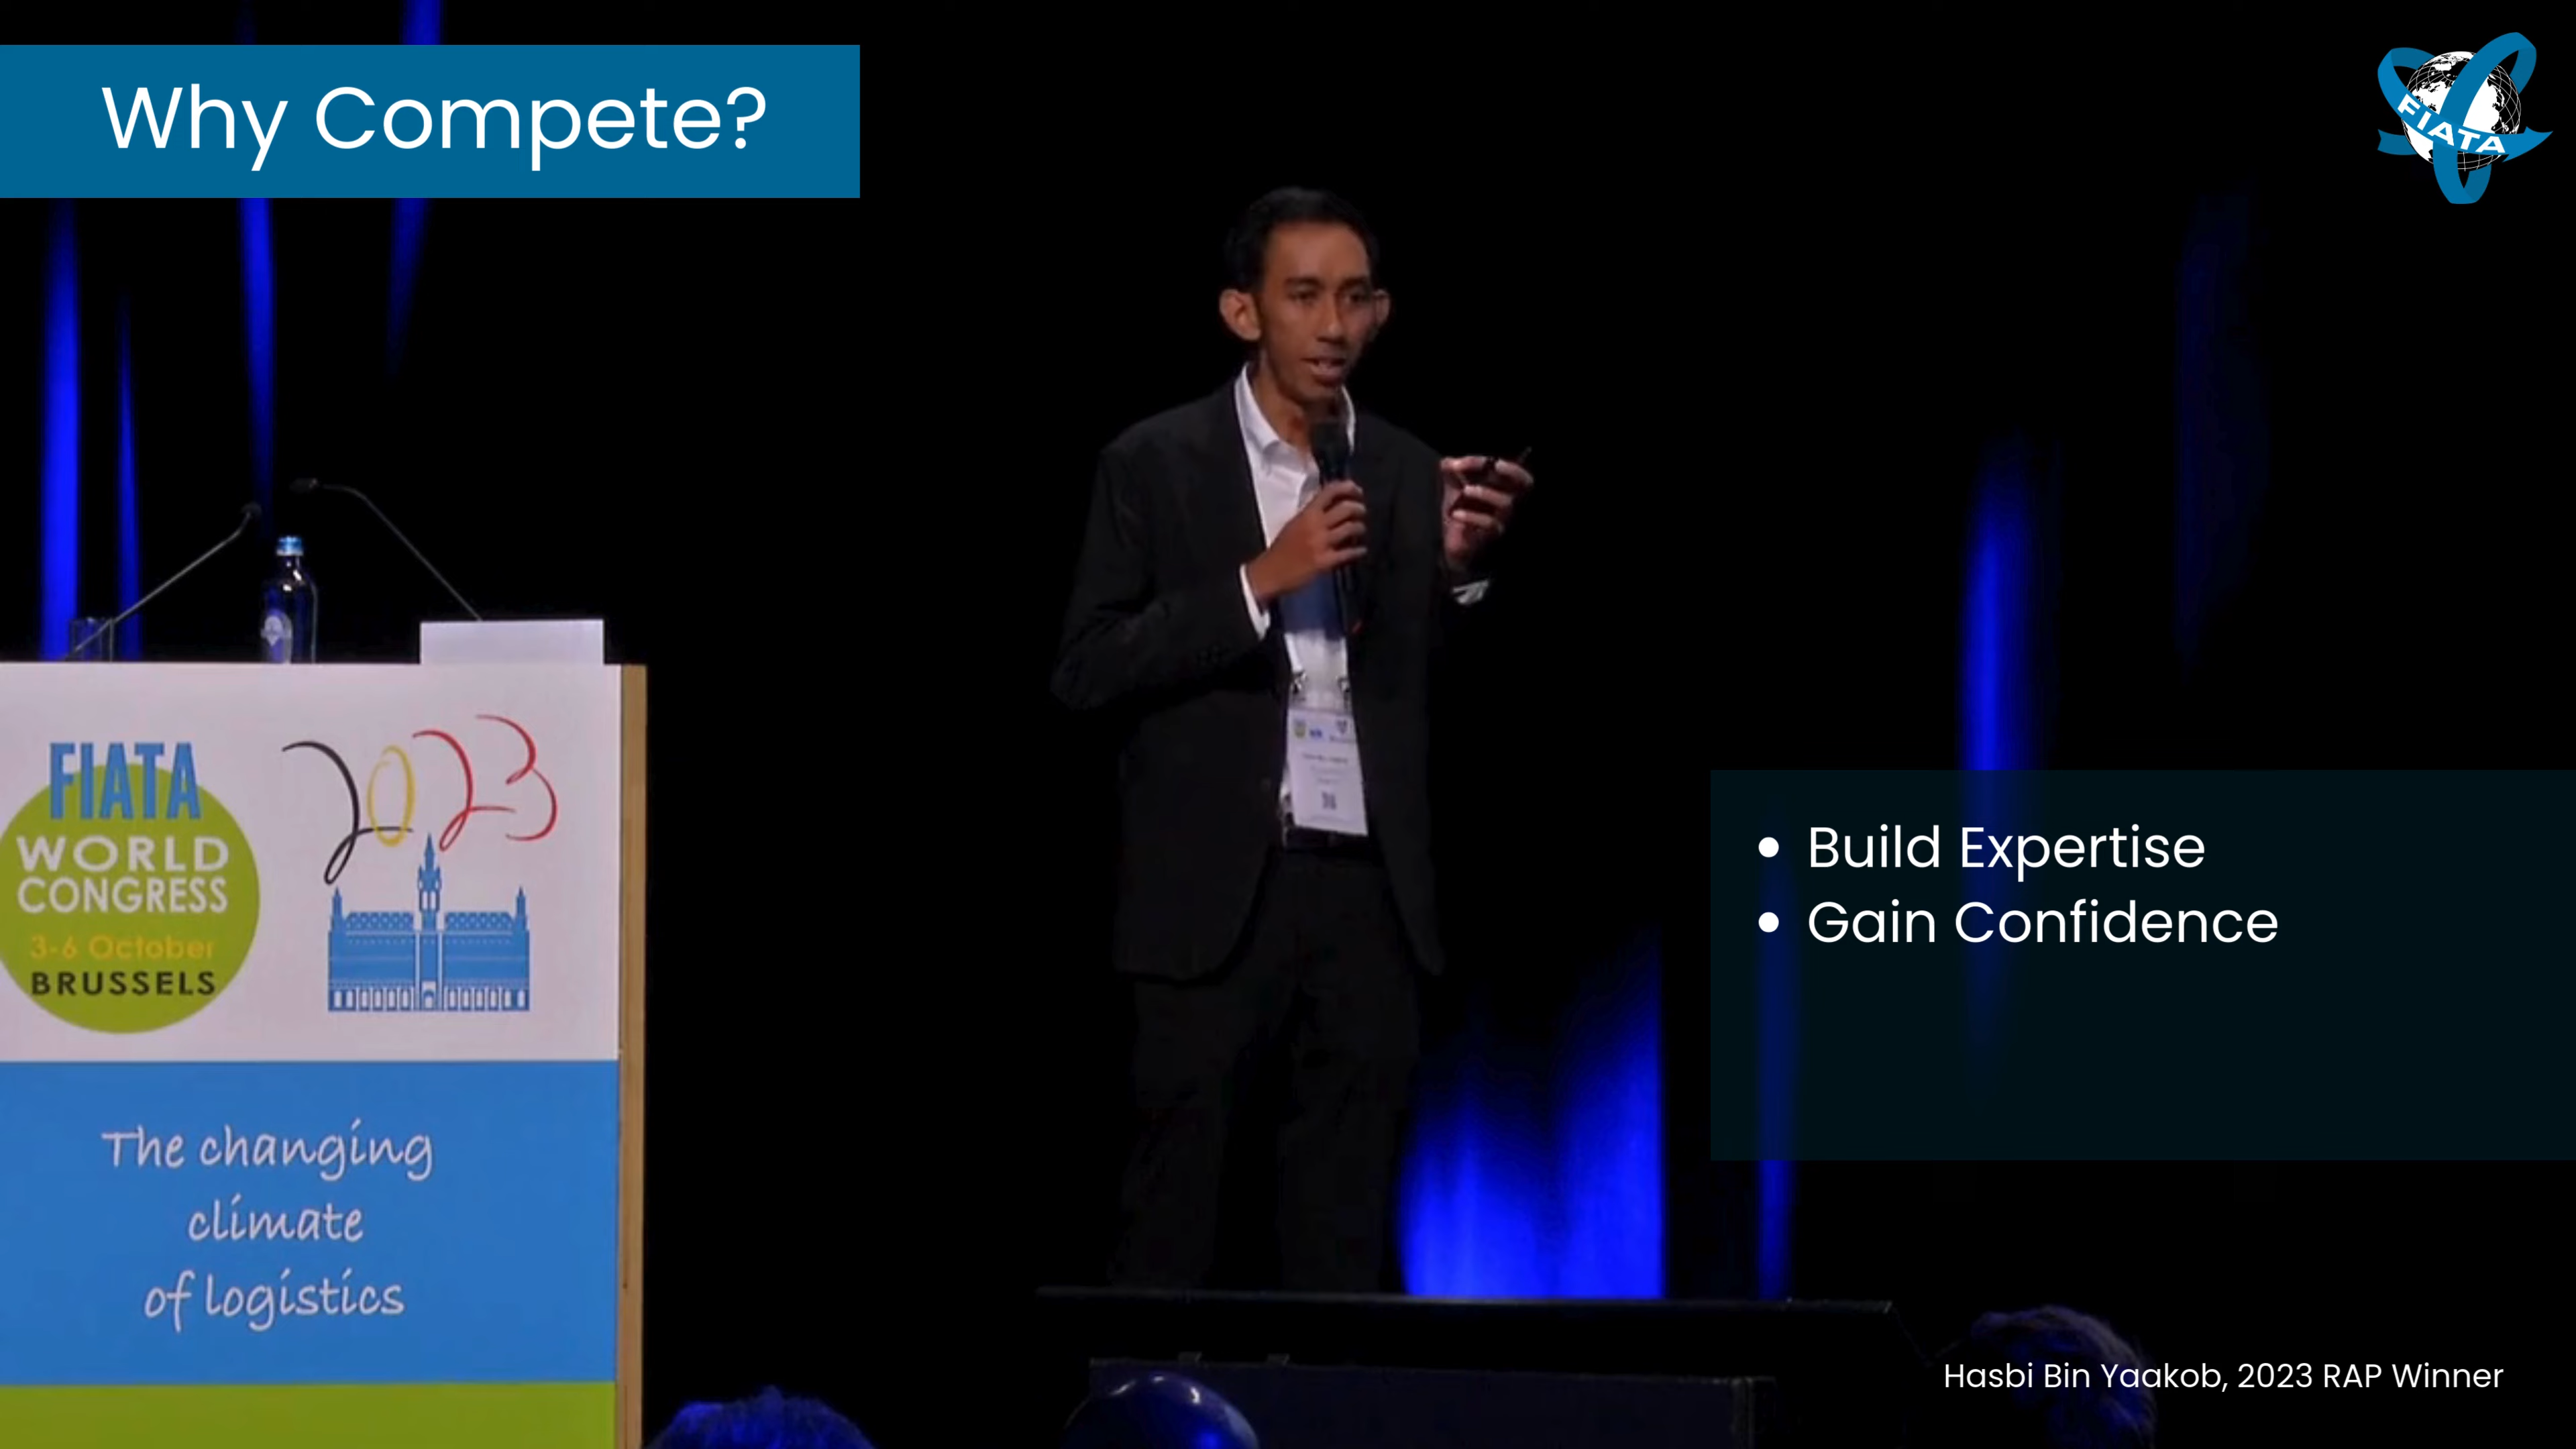 Why Compete?
FIATA
FIATA
WORLD
CONGRESS
3-6 October
BRUSSELS
2023
The changing
climate
of logistics
• Build Expertise
• Gain Confidence
Hasbi Bin Yaakob, 2023 RAP Winner